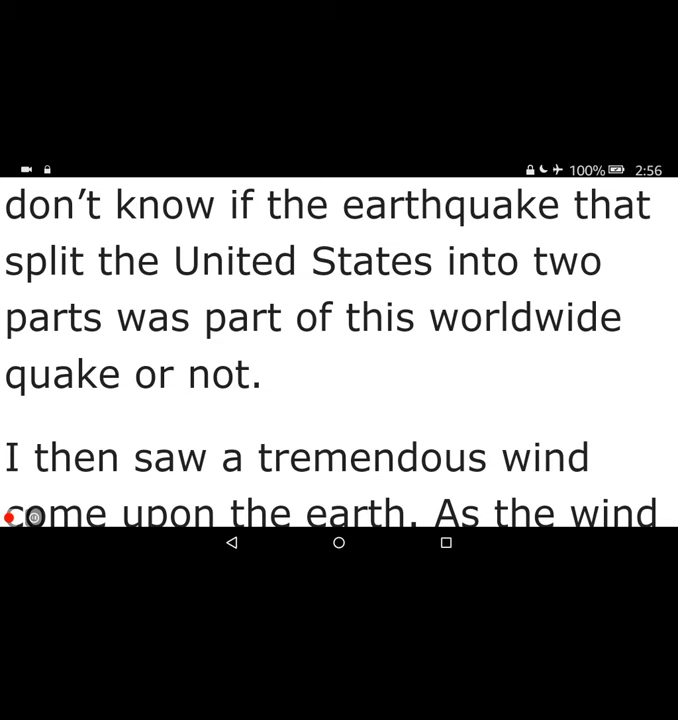 100% 2:56
don’t know if the earthquake that
split the United States into two
parts was part of this worldwide
quake or not.
I then saw a tremendous wind
come upon the earth. As the wind